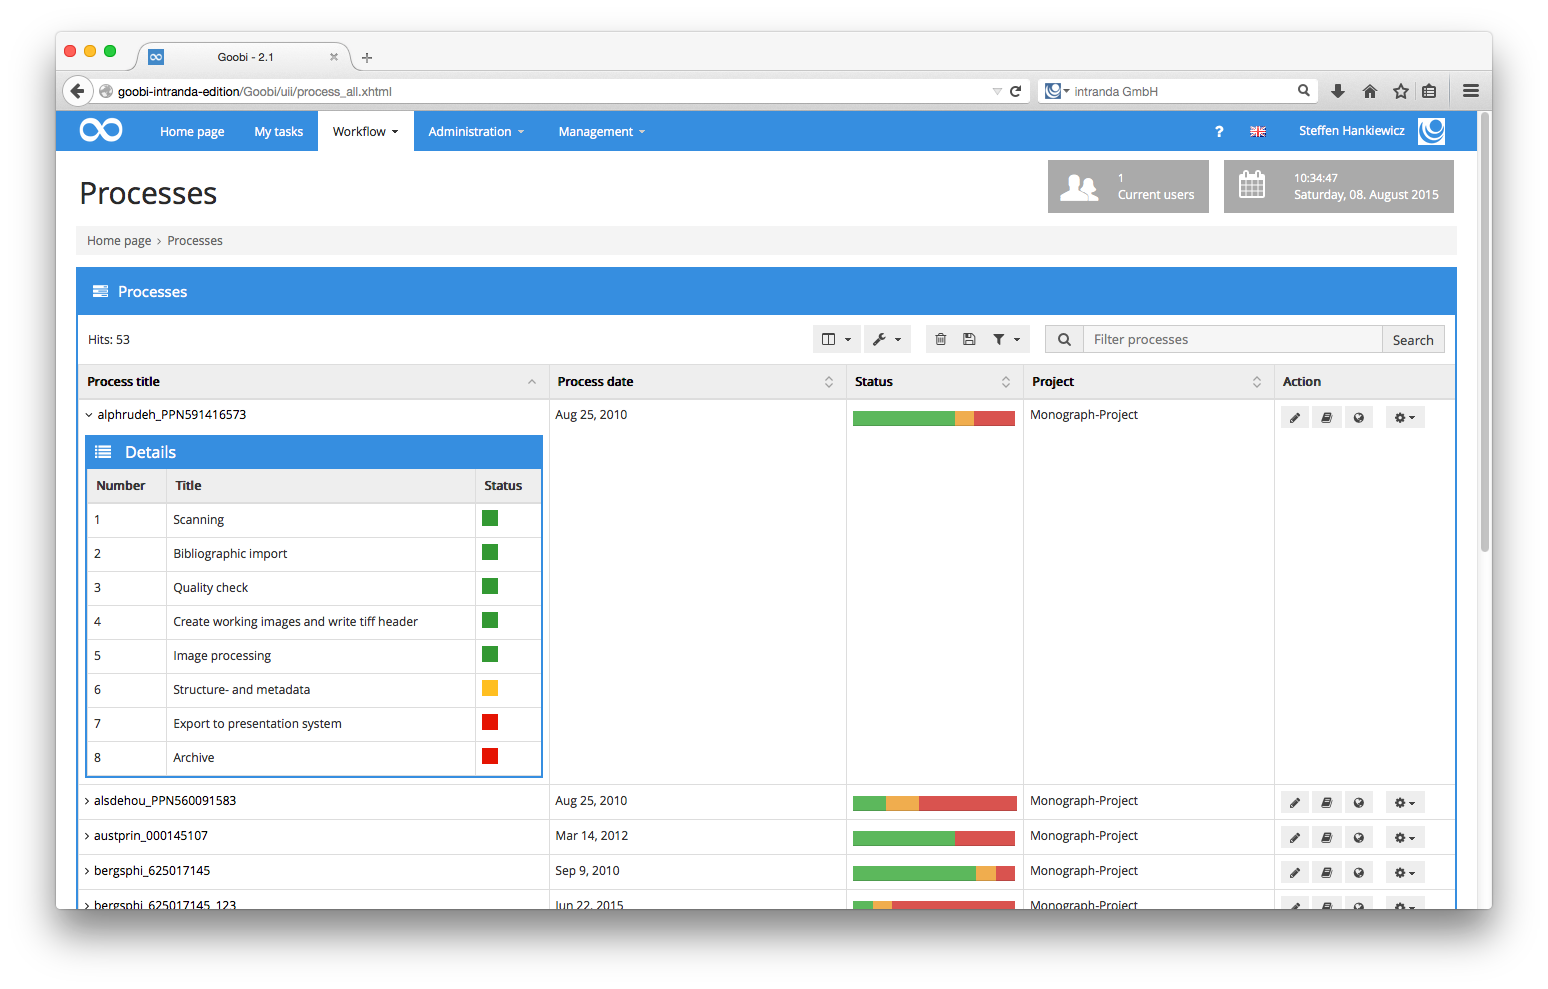 Goobi - 2.1
goobi-intranda-edition/Goobi/uii/process_all.xhtml
intranda GmbH
Home page My tasks Workflow Administration Management ? Steffen Hankiewicz
Processes
1
Current users
10:34:47
Saturday, 08. August 2015
Home page › Processes
Processes
Hits: 53
Filter processes Search
Process title Process date Status Project Action
alphrudeh_PPN591416573 Aug 25, 2010 Monograph-Project
Details
Number Title Status
1 Scanning
2 Bibliographic import
3 Quality check
4 Create working images and write tiff header
5 Image processing
6 Structure- and metadata
7 Export to presentation system
8 Archive
alsdehou_PPN560091583 Aug 25, 2010 Monograph-Project
austprin_000145107 Mar 14, 2012 Monograph-Project
bergsphi_625017145 Sep 9, 2010 Monograph-Project
bergsphi_625017145_123 Jun 22, 2015 Monograph-Project